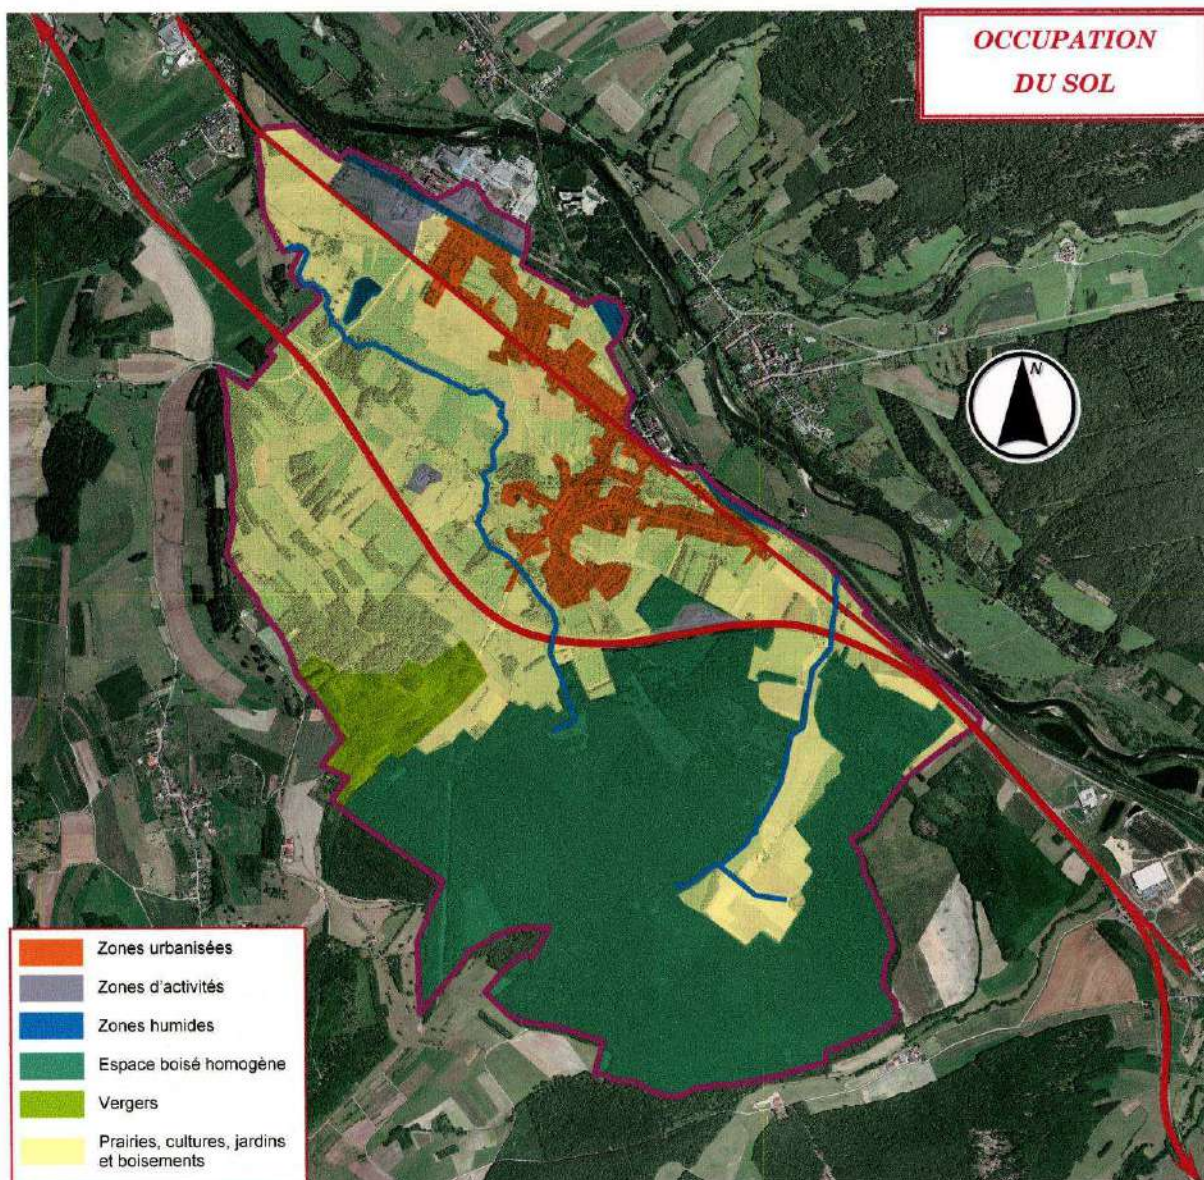 OCCUPATION
DU SOL
N
Zones urbanisées
Zones d'activités
Zones humides
Espace boisé homogène
Vergers
Prairies, cultures, jardins
et boisements